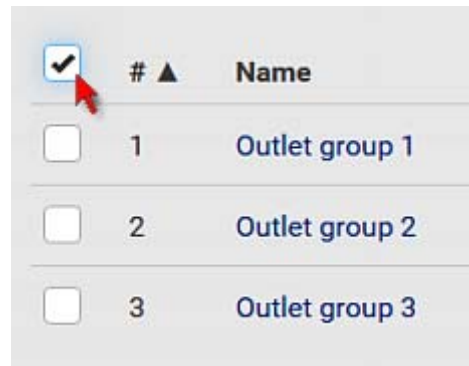 # ▲ Name
1 Outlet group 1
2 Outlet group 2
3 Outlet group 3